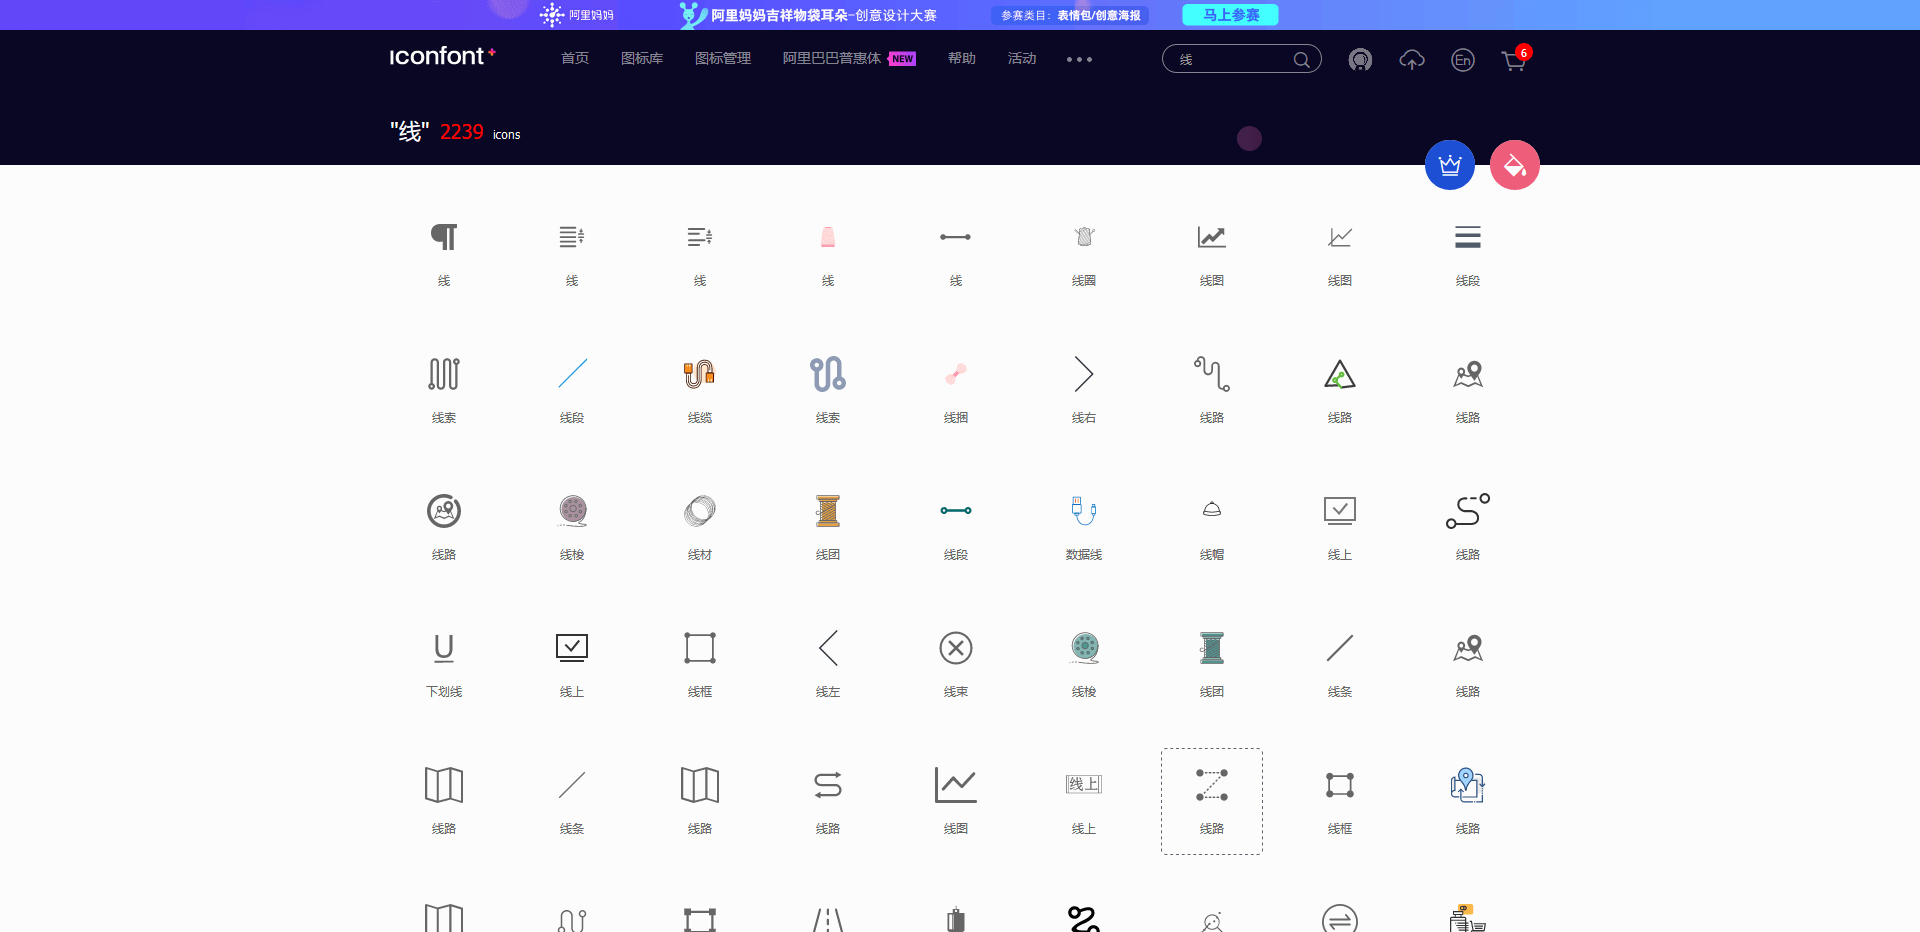 阿里妈妈 阿里妈妈吉祥物袋耳朵-创意设计大赛 参赛类目：表情包/创意海报 马上参赛
iconfont+ 首页 图标库 图标管理 阿里巴巴普惠体 NEW 帮助 活动 线 En 6
"线" 2239 icons
线 线 线 线 线 线圈 线图 线图 线段
线索 线段 线缆 线索 线捆 线右 线路 线路 线路
线路 线梭 线材 线团 线段 数据线 线帽 线上 线路
下划线 线上 线框 线左 线束 线梭 线团 线条 线路
线上
线路 线条 线路 线路 线图 线上 线路 线框 线路